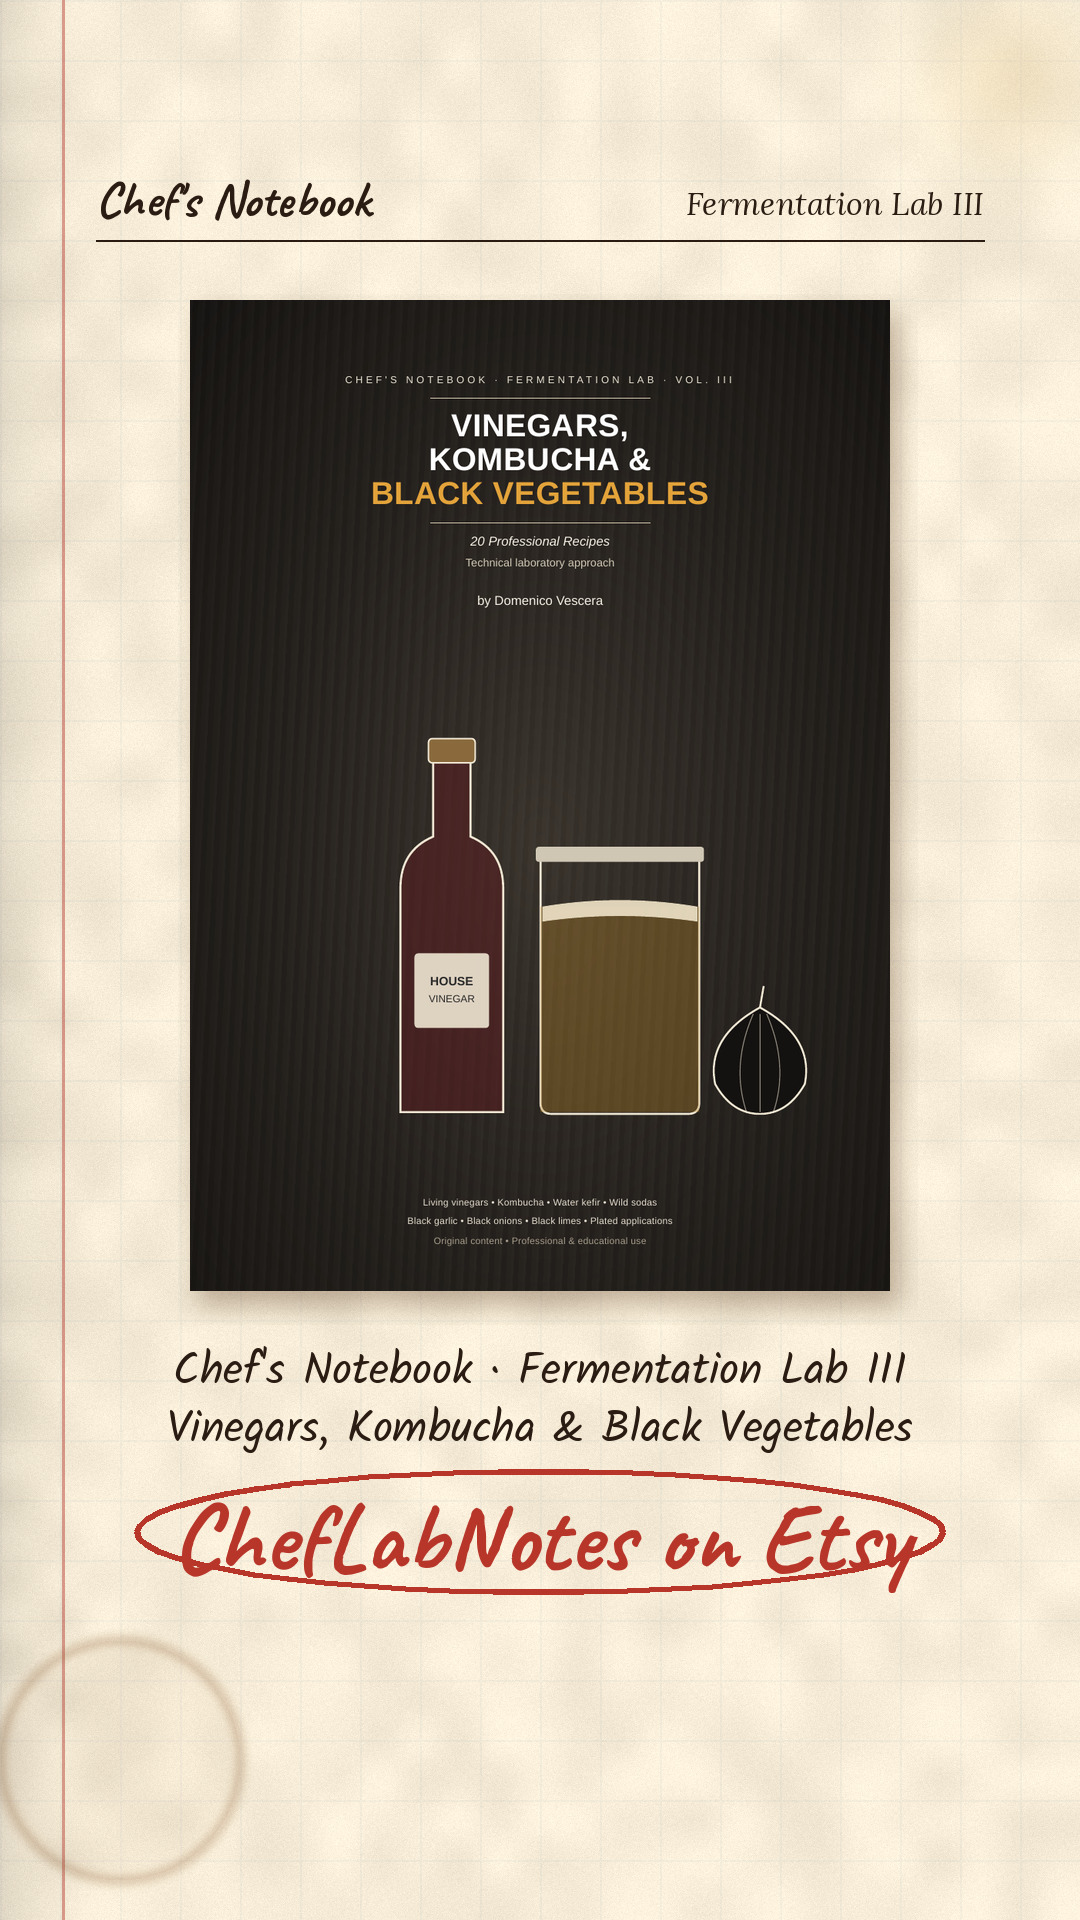 Chef's Notebook
Fermentation Lab III
CHEF'S NOTEBOOK · FERMENTATION LAB · VOL. III
VINEGARS,
KOMBUCHA &
BLACK VEGETABLES
20 Professional Recipes
Technical laboratory approach
by Domenico Vescera
HOUSE
VINEGAR
Living vinegars • Kombucha • Water kefir • Wild sodas
Black garlic • Black onions • Black limes • Plated applications
Original content • Professional & educational use
Chef's Notebook · Fermentation Lab III
Vinegars, Kombucha & Black Vegetables
ChefLabNotes on Etsy